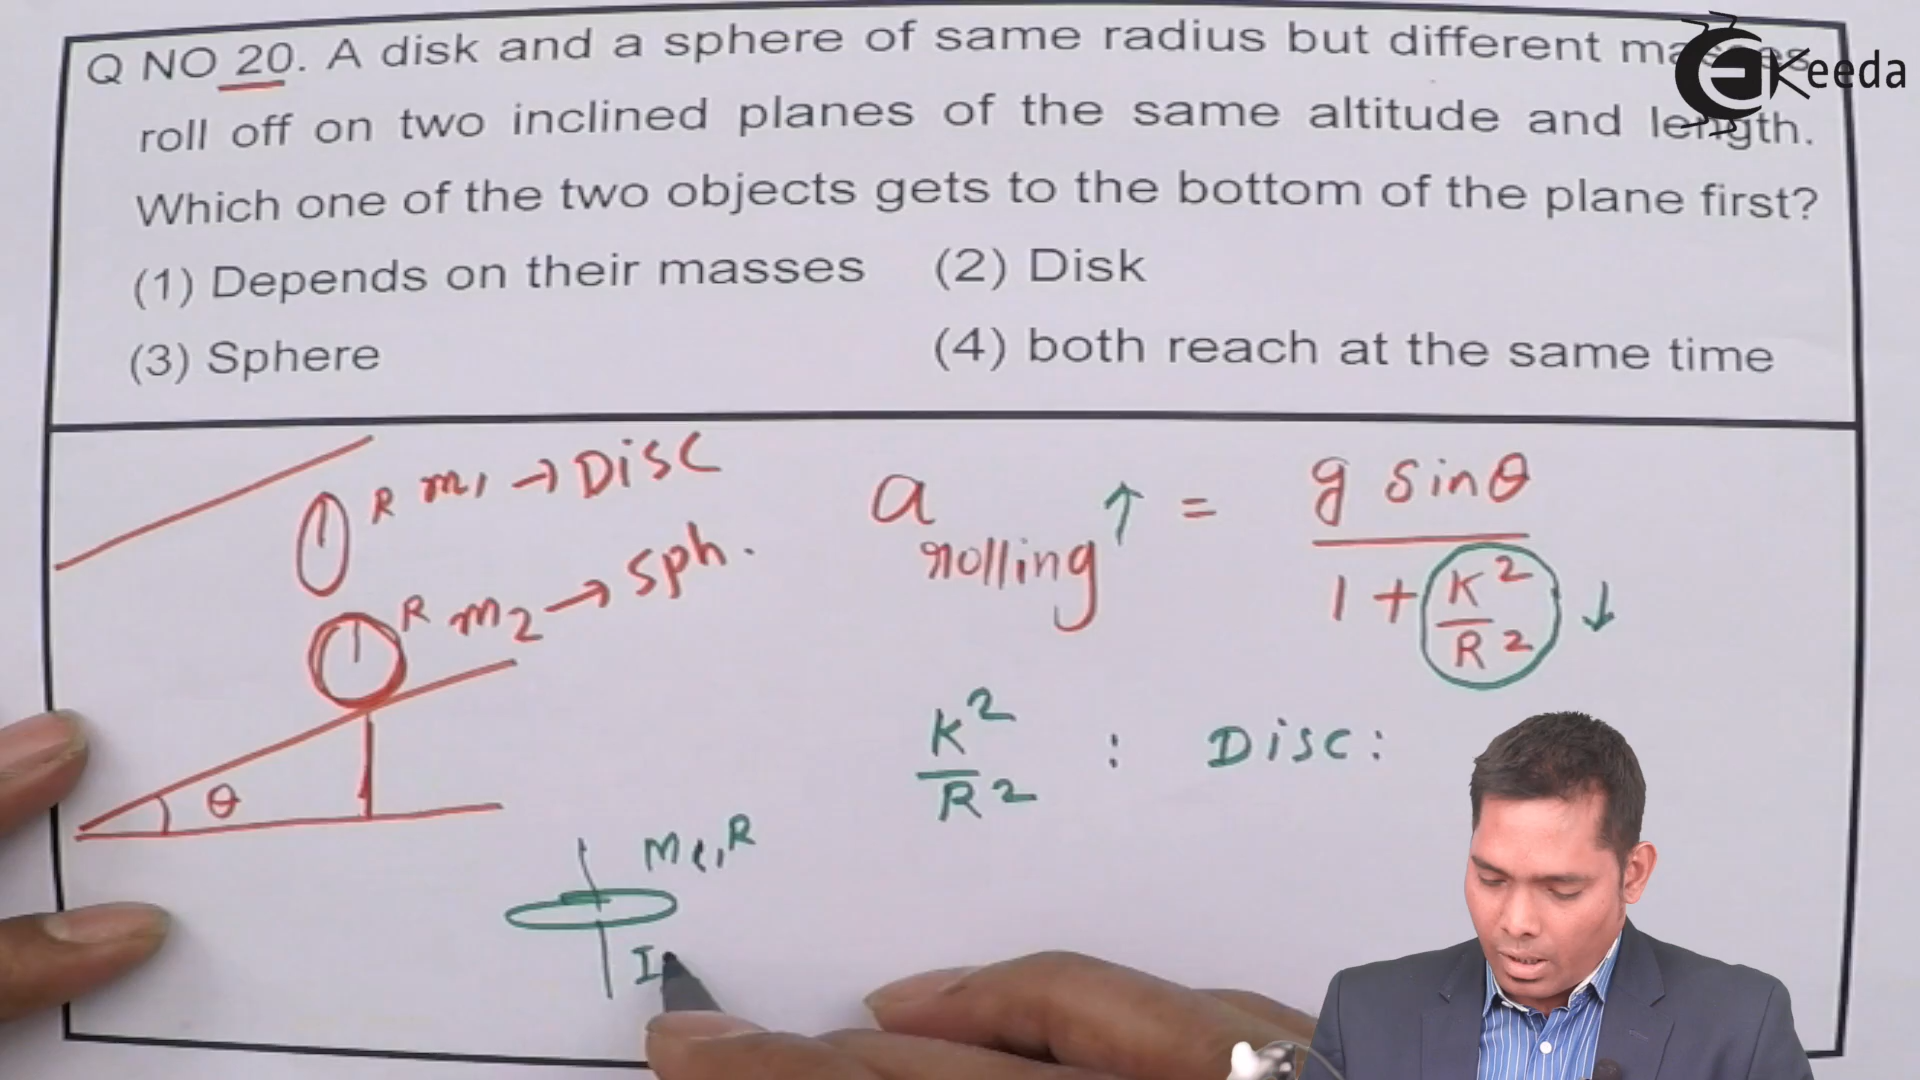 Q NO 20. A disk and a sphere of same radius but different masses
roll off on two inclined planes of the same altitude and length.
Which one of the two objects gets to the bottom of the plane first?
(1) Depends on their masses (2) Disk
(3) Sphere (4) both reach at the same time
Keeda
R m1 → DISC
R m2 → Sph.
θ
a rolling ↑ = g sinθ
1 + K² ↓
R²
K² : DISC:
R²
M1, R
I